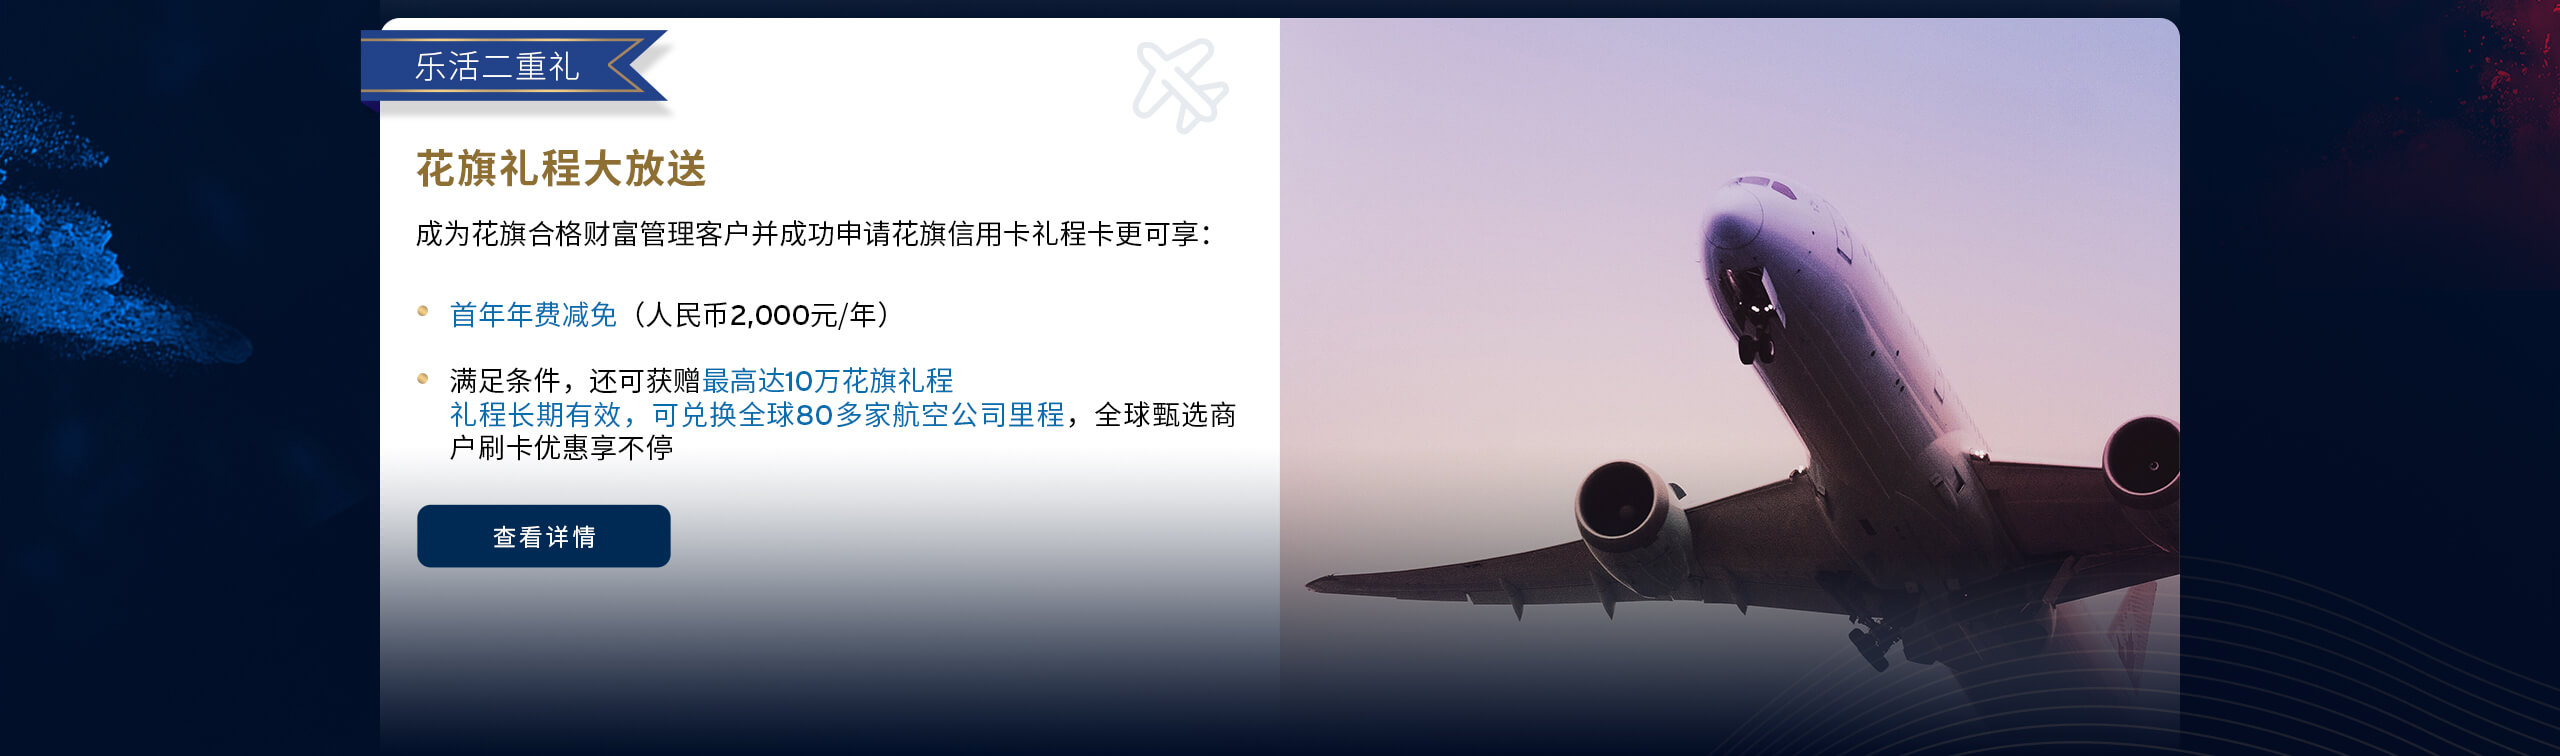 乐活二重礼
花旗礼程大放送
成为花旗合格财富管理客户并成功申请花旗信用卡礼程卡更可享：
首年年费减免（人民币2,000元/年）
满足条件，还可获赠最高达10万花旗礼程
礼程长期有效，可兑换全球80多家航空公司里程，全球甄选商
户刷卡优惠享不停
查看详情